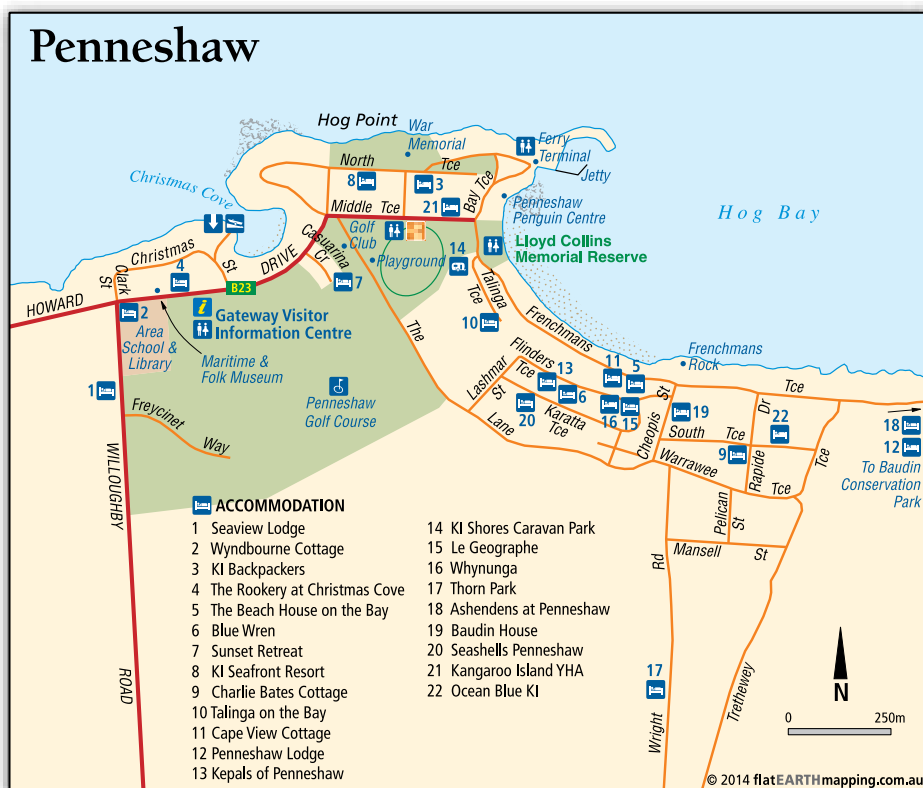 Penneshaw
Hog Point
War
Memorial
Ferry
Terminal
Jetty
North
Tce
8
3
Middle Tce
21
Bay Tce
Penneshaw
Penguin Centre
Christmas Cove
Hog Bay
Lloyd Collins
Memorial Reserve
Golf
Club
Playground
14
Casuarina
Cr
7
Christmas
St
4
Clark
St
HOWARD
DRIVE
B23
i
Gateway Visitor
Information Centre
2
Area
School &
Library
Maritime &
Folk Museum
Talinga
Tce
10
The
Lane
Frenchmans
Tce
Frenchmans
Rock
Flinders
Tce
13
6
11
5
Lashmar
St
20
Karatta
Tce
16
15
Cheopis
St
19
South Tce
9
Rapide
Dr
22
Tce
18
12
To Baudin
Conservation
Park
Warrawee
Tce
Pelican
St
Mansell St
1
Freycinet
Way
Penneshaw
Golf Course
WILLOUGHBY
ROAD
Wright
Rd
17
Trethewey
ACCOMMODATION
1 Seaview Lodge
2 Wyndbourne Cottage
3 KI Backpackers
4 The Rookery at Christmas Cove
5 The Beach House on the Bay
6 Blue Wren
7 Sunset Retreat
8 KI Seafront Resort
9 Charlie Bates Cottage
10 Talinga on the Bay
11 Cape View Cottage
12 Penneshaw Lodge
13 Kepals of Penneshaw
14 KI Shores Caravan Park
15 Le Geographe
16 Whynunga
17 Thorn Park
18 Ashendens at Penneshaw
19 Baudin House
20 Seashells Penneshaw
21 Kangaroo Island YHA
22 Ocean Blue KI
N
0 250m
© 2014 flatEARTHmapping.com.au